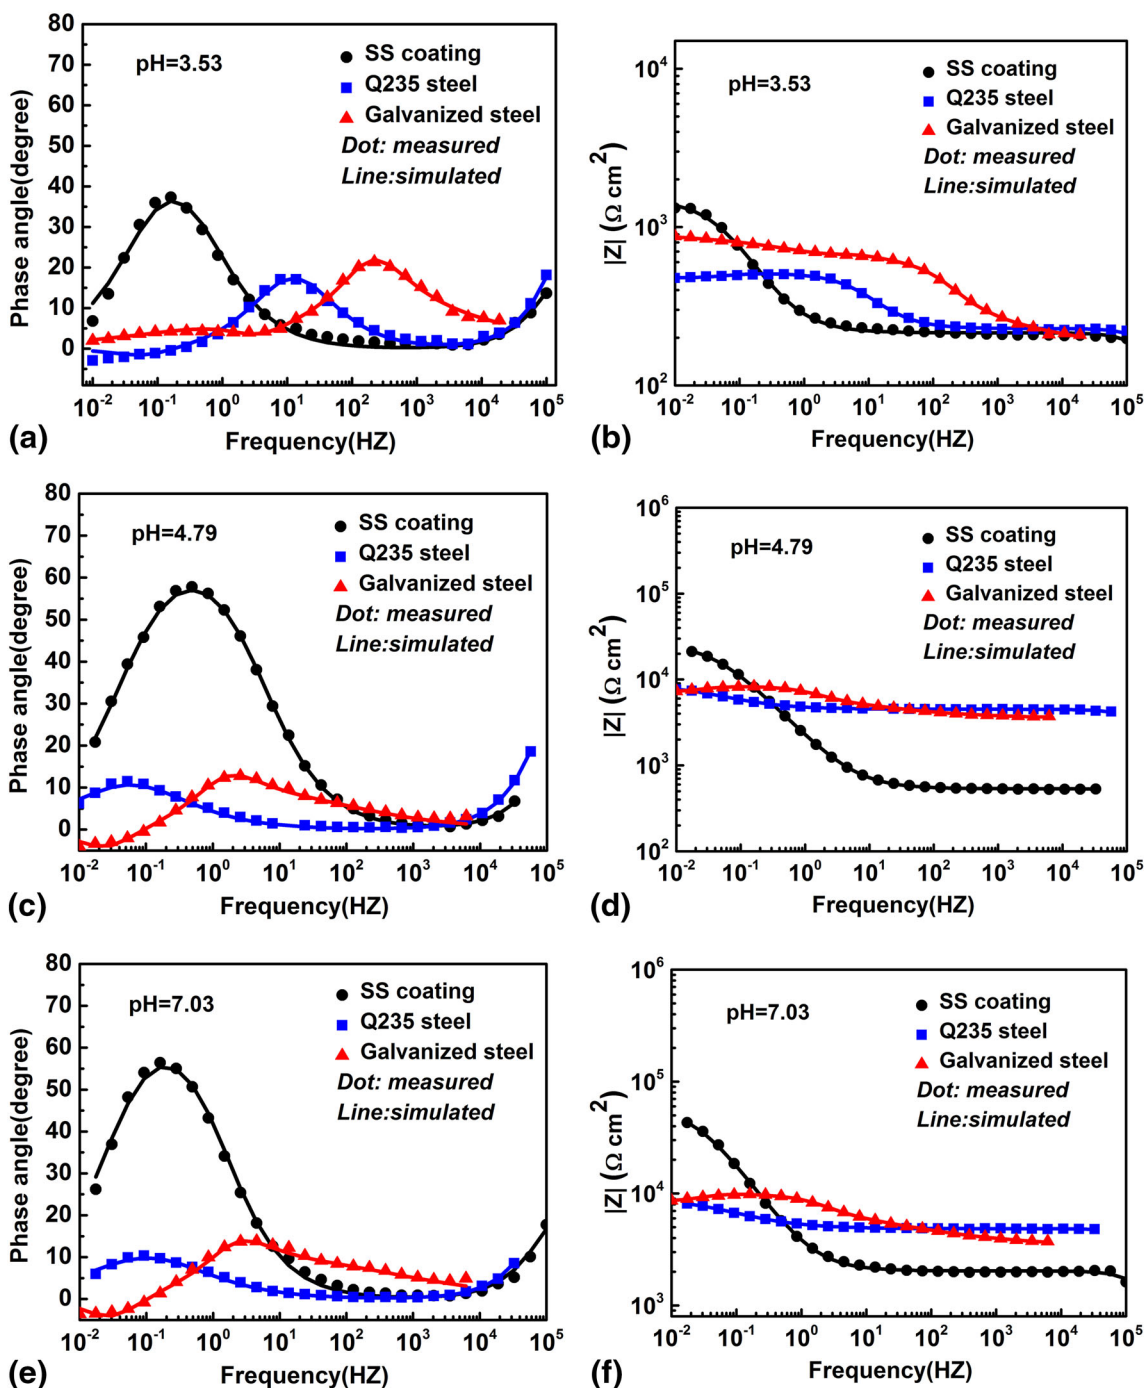 80
70
60
50
40
30
20
10
0
Phase angle(degree)
pH=3.53
SS coating
Q235 steel
Galvanized steel
Dot: measured
Line:simulated
10-2 10-1 100 101 102 103 104 105
(a) Frequency(HZ)
104
103
102
|Z| (Ω cm2)
pH=3.53
SS coating
Q235 steel
Galvanized steel
Dot: measured
Line:simulated
10-2 10-1 100 101 102 103 104 105
(b) Frequency(HZ)
80
70
60
50
40
30
20
10
0
Phase angle(degree)
pH=4.79
SS coating
Q235 steel
Galvanized steel
Dot: measured
Line:simulated
10-2 10-1 100 101 102 103 104 105
(c) Frequency(HZ)
106
105
104
103
102
|Z| (Ω cm2)
pH=4.79
SS coating
Q235 steel
Galvanized steel
Dot: measured
Line:simulated
10-2 10-1 100 101 102 103 104 105
(d) Frequency(HZ)
80
70
60
50
40
30
20
10
0
Phase angle(degree)
pH=7.03
SS coating
Q235 steel
Galvanized steel
Dot: measured
Line:simulated
10-2 10-1 100 101 102 103 104 105
(e) Frequency(HZ)
106
105
104
103
|Z| (Ω cm2)
pH=7.03
SS coating
Q235 steel
Galvanized steel
Dot: measured
Line:simulated
10-2 10-1 100 101 102 103 104 105
(f) Frequency(HZ)